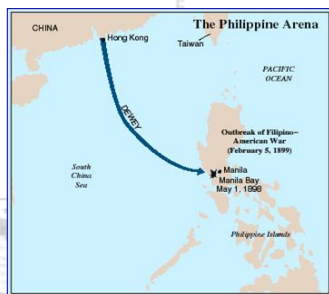 The Philippine Arena
CHINA
Hong Kong
Taiwan
PACIFIC
OCEAN
DEWEY
Outbreak of Filipino–
American War
(February 5, 1899)
South
China
Sea
Manila
Manila Bay
May 1, 1898
Philippine Islands